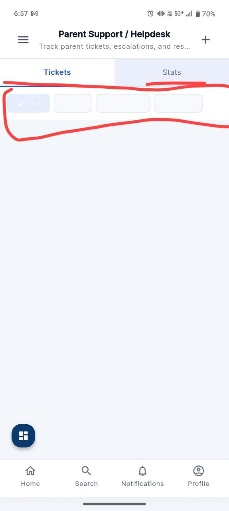 6:57
70%
Parent Support / Helpdesk
Track parent tickets, escalations, and res...
Tickets
Stats
Home
Search
Notifications
Profile